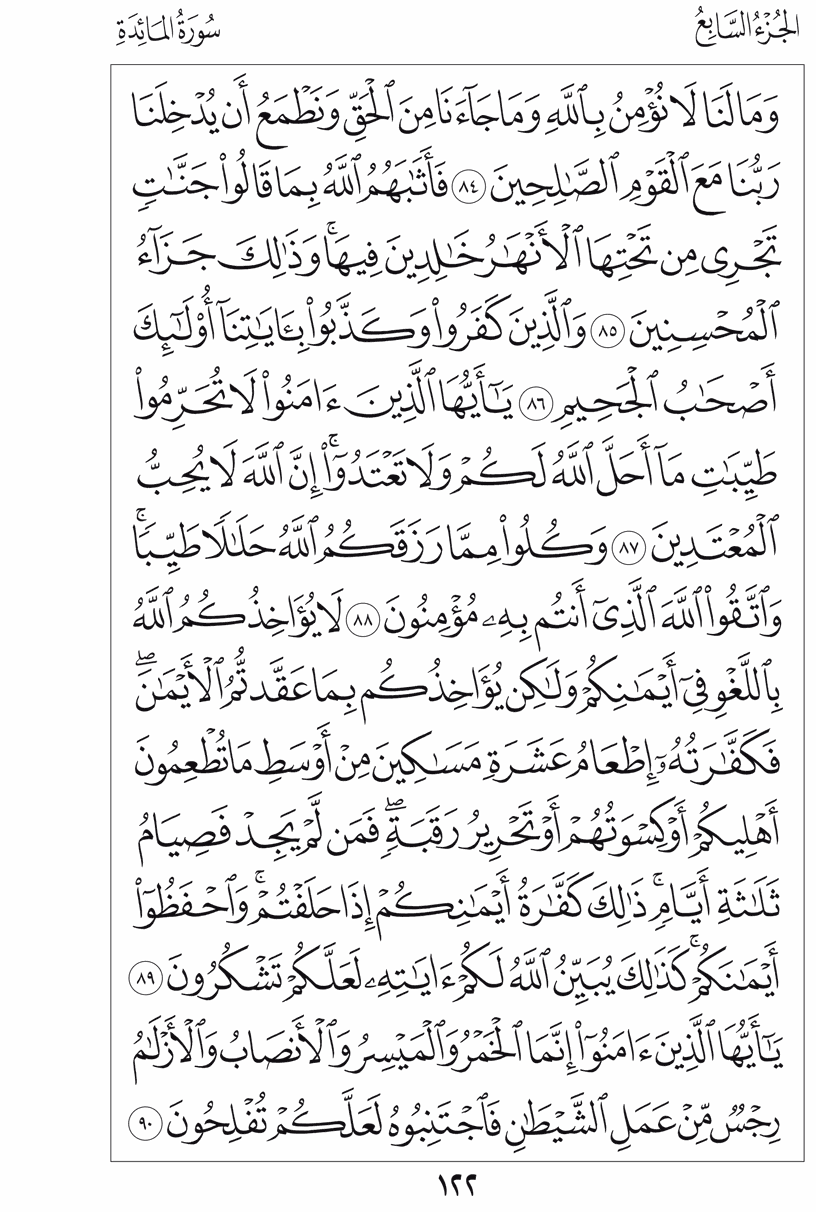 الجُزْءُ السَّابِعُ
سُورَةُ المَائِدَةِ
وَمَا لَنَا لَا نُؤْمِنُ بِٱللَّهِ وَمَا جَآءَنَا مِنَ ٱلْحَقِّ وَنَطْمَعُ أَن يُدْخِلَنَا
رَبُّنَا مَعَ ٱلْقَوْمِ ٱلصَّٰلِحِينَ ٨٤ فَأَثَٰبَهُمُ ٱللَّهُ بِمَا قَالُوا۟ جَنَّٰتٍ
تَجْرِى مِن تَحْتِهَا ٱلْأَنْهَٰرُ خَٰلِدِينَ فِيهَا ۚ وَذَٰلِكَ جَزَآءُ
ٱلْمُحْسِنِينَ ٨٥ وَٱلَّذِينَ كَفَرُوا۟ وَكَذَّبُوا۟ بِـَٔايَٰتِنَآ أُو۟لَٰٓئِكَ
أَصْحَٰبُ ٱلْجَحِيمِ ٨٦ يَٰٓأَيُّهَا ٱلَّذِينَ ءَامَنُوا۟ لَا تُحَرِّمُوا۟
طَيِّبَٰتِ مَآ أَحَلَّ ٱللَّهُ لَكُمْ وَلَا تَعْتَدُوٓا۟ ۚ إِنَّ ٱللَّهَ لَا يُحِبُّ
ٱلْمُعْتَدِينَ ٨٧ وَكُلُوا۟ مِمَّا رَزَقَكُمُ ٱللَّهُ حَلَٰلًا طَيِّبًا ۚ
وَٱتَّقُوا۟ ٱللَّهَ ٱلَّذِىٓ أَنتُم بِهِۦ مُؤْمِنُونَ ٨٨ لَا يُؤَاخِذُكُمُ ٱللَّهُ
بِٱللَّغْوِ فِىٓ أَيْمَٰنِكُمْ وَلَٰكِن يُؤَاخِذُكُم بِمَا عَقَّدتُّمُ ٱلْأَيْمَٰنَ ۖ
فَكَفَّٰرَتُهُۥٓ إِطْعَامُ عَشَرَةِ مَسَٰكِينَ مِنْ أَوْسَطِ مَا تُطْعِمُونَ
أَهْلِيكُمْ أَوْ كِسْوَتُهُمْ أَوْ تَحْرِيرُ رَقَبَةٍ ۖ فَمَن لَّمْ يَجِدْ فَصِيَامُ
ثَلَٰثَةِ أَيَّامٍ ۚ ذَٰلِكَ كَفَّٰرَةُ أَيْمَٰنِكُمْ إِذَا حَلَفْتُمْ ۚ وَٱحْفَظُوٓا۟
أَيْمَٰنَكُمْ ۚ كَذَٰلِكَ يُبَيِّنُ ٱللَّهُ لَكُمْ ءَايَٰتِهِۦ لَعَلَّكُمْ تَشْكُرُونَ ٨٩
يَٰٓأَيُّهَا ٱلَّذِينَ ءَامَنُوٓا۟ إِنَّمَا ٱلْخَمْرُ وَٱلْمَيْسِرُ وَٱلْأَنصَابُ وَٱلْأَزْلَٰمُ
رِجْسٌ مِّنْ عَمَلِ ٱلشَّيْطَٰنِ فَٱجْتَنِبُوهُ لَعَلَّكُمْ تُفْلِحُونَ ٩٠
١٢٢